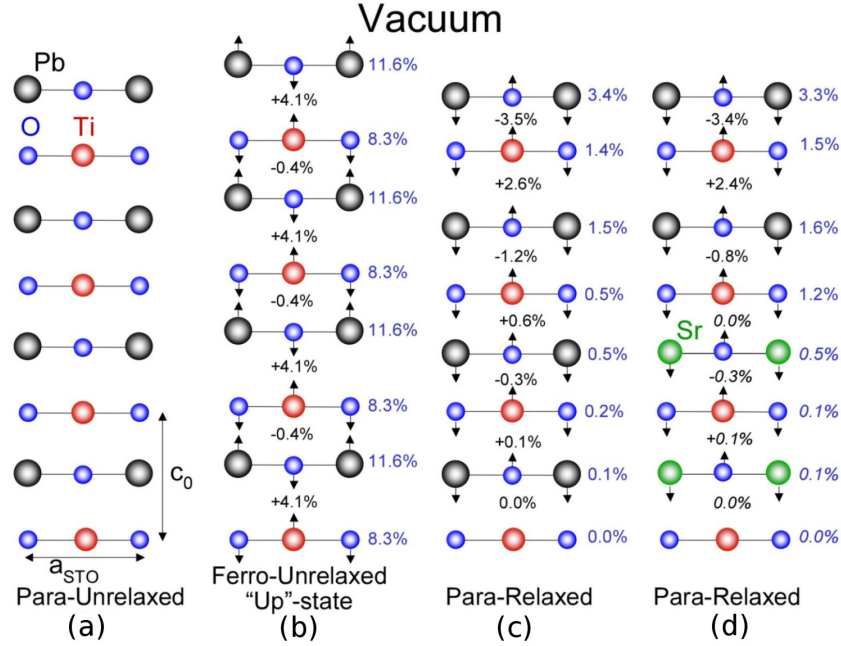 Vacuum
Pb
O
Ti
c0
aSTO
Para-Unrelaxed
(a)
11.6%
+4.1%
8.3%
-0.4%
11.6%
+4.1%
8.3%
-0.4%
11.6%
+4.1%
8.3%
-0.4%
11.6%
+4.1%
8.3%
Ferro-Unrelaxed
“Up”-state
(b)
3.4%
-3.5%
1.4%
+2.6%
1.5%
-1.2%
0.5%
+0.6%
0.5%
-0.3%
0.2%
+0.1%
0.1%
0.0%
0.0%
Para-Relaxed
(c)
3.3%
-3.4%
1.5%
+2.4%
1.6%
-0.8%
1.2%
0.0%
Sr
0.5%
-0.3%
0.1%
+0.1%
0.1%
0.0%
0.0%
Para-Relaxed
(d)